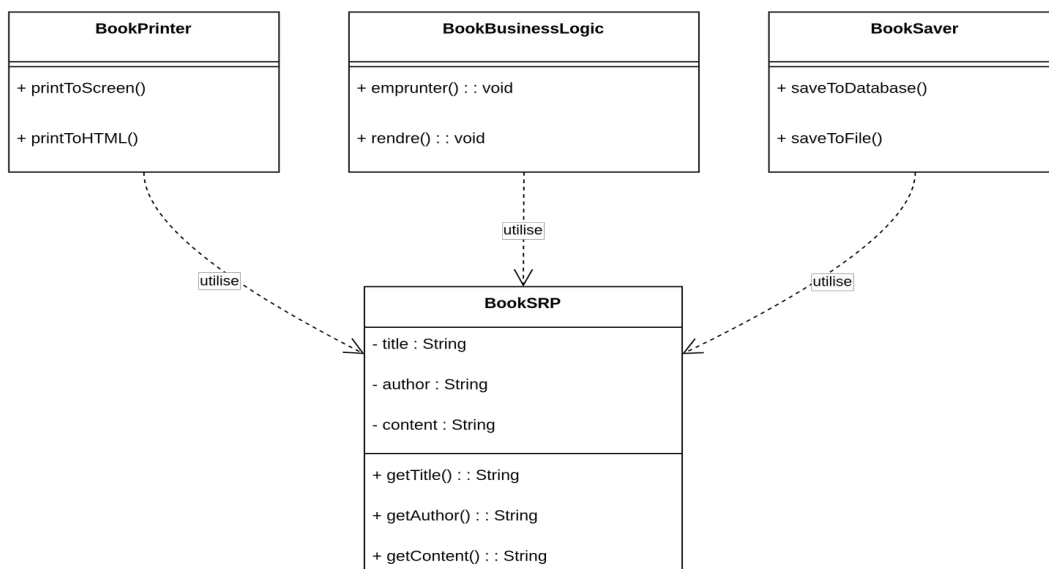 BookPrinter
+ printToScreen()
+ printToHTML()
BookBusinessLogic
+ emprunter() : : void
+ rendre() : : void
BookSaver
+ saveToDatabase()
+ saveToFile()
utilise
utilise
utilise
BookSRP
- title : String
- author : String
- content : String
+ getTitle() : : String
+ getAuthor() : : String
+ getContent() : : String